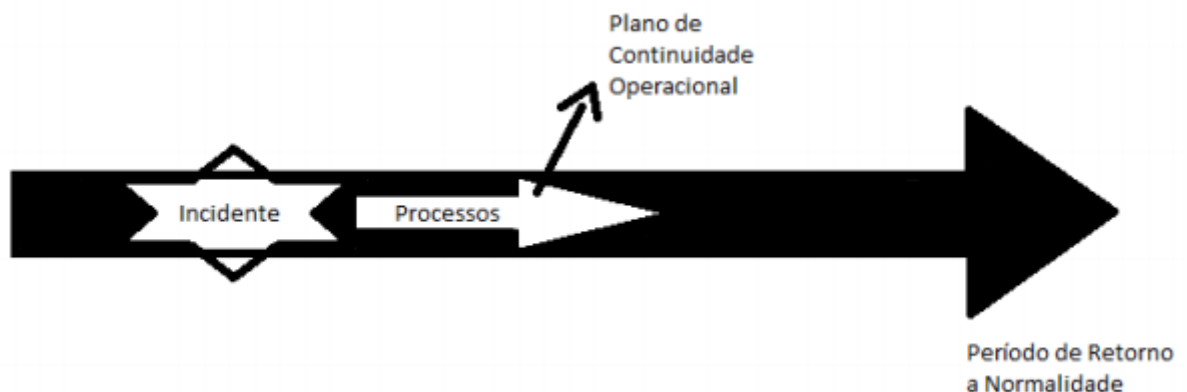 Plano de
Continuidade
Operacional
Incidente
Processos
Período de Retorno
a Normalidade